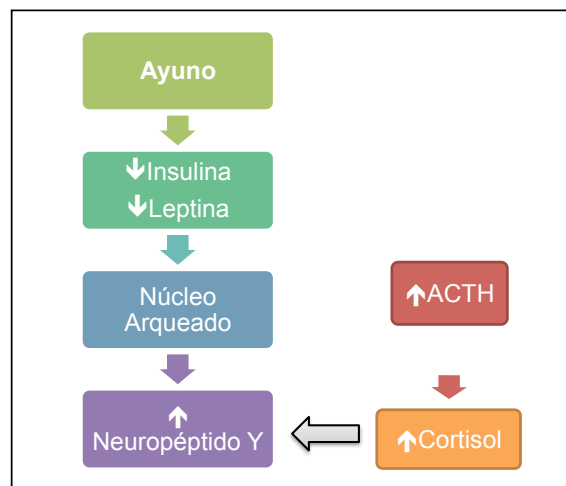 Ayuno
↓Insulina
↓Leptina
Núcleo
Arqueado
↑
Neuropéptido Y
↑ACTH
↑Cortisol